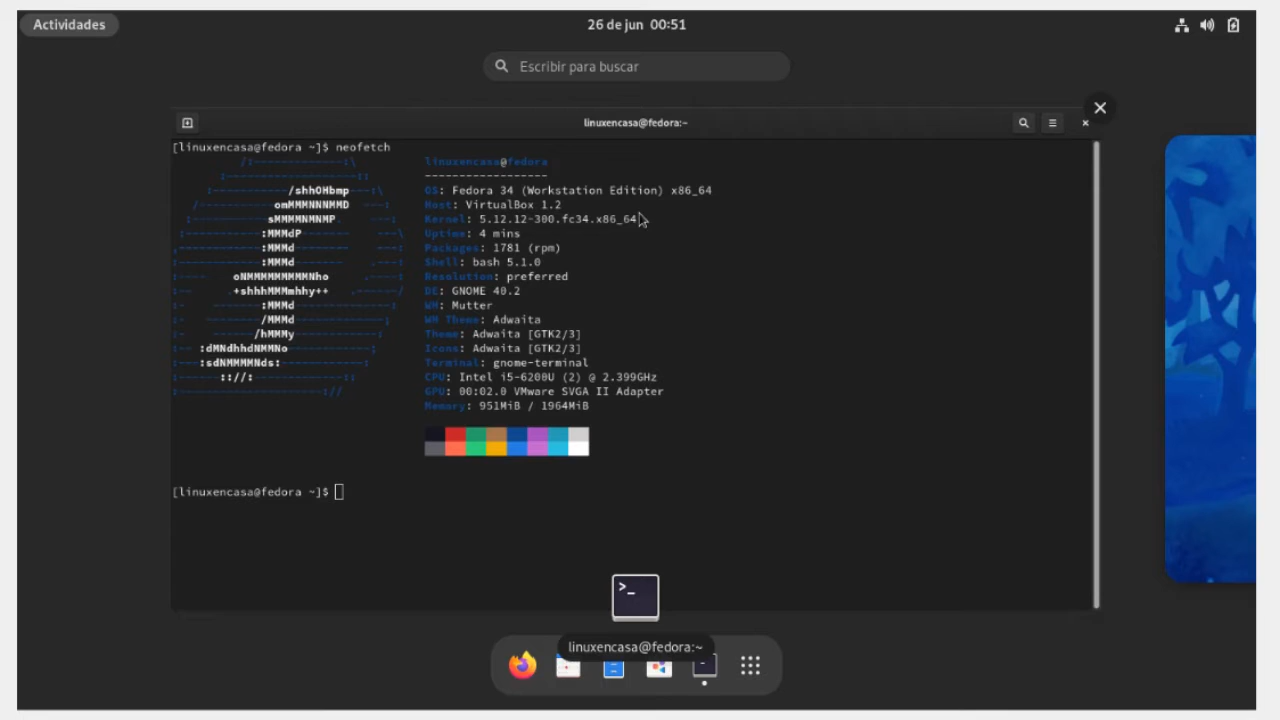 Actividades
26 de jun 00:51
Escribir para buscar
linuxencasa@fedora:~
[linuxencasa@fedora ~]$ neofetch
linuxencasa@fedora
------------------
OS: Fedora 34 (Workstation Edition) x86_64
Host: VirtualBox 1.2
Kernel: 5.12.12-300.fc34.x86_64
Uptime: 4 mins
Packages: 1781 (rpm)
Shell: bash 5.1.0
Resolution: preferred
DE: GNOME 40.2
WM: Mutter
WM Theme: Adwaita
Theme: Adwaita [GTK2/3]
Icons: Adwaita [GTK2/3]
Terminal: gnome-terminal
CPU: Intel i5-6200U (2) @ 2.399GHz
GPU: 00:02.0 VMware SVGA II Adapter
Memory: 951MiB / 1964MiB
[linuxencasa@fedora ~]$
linuxencasa@fedora:~